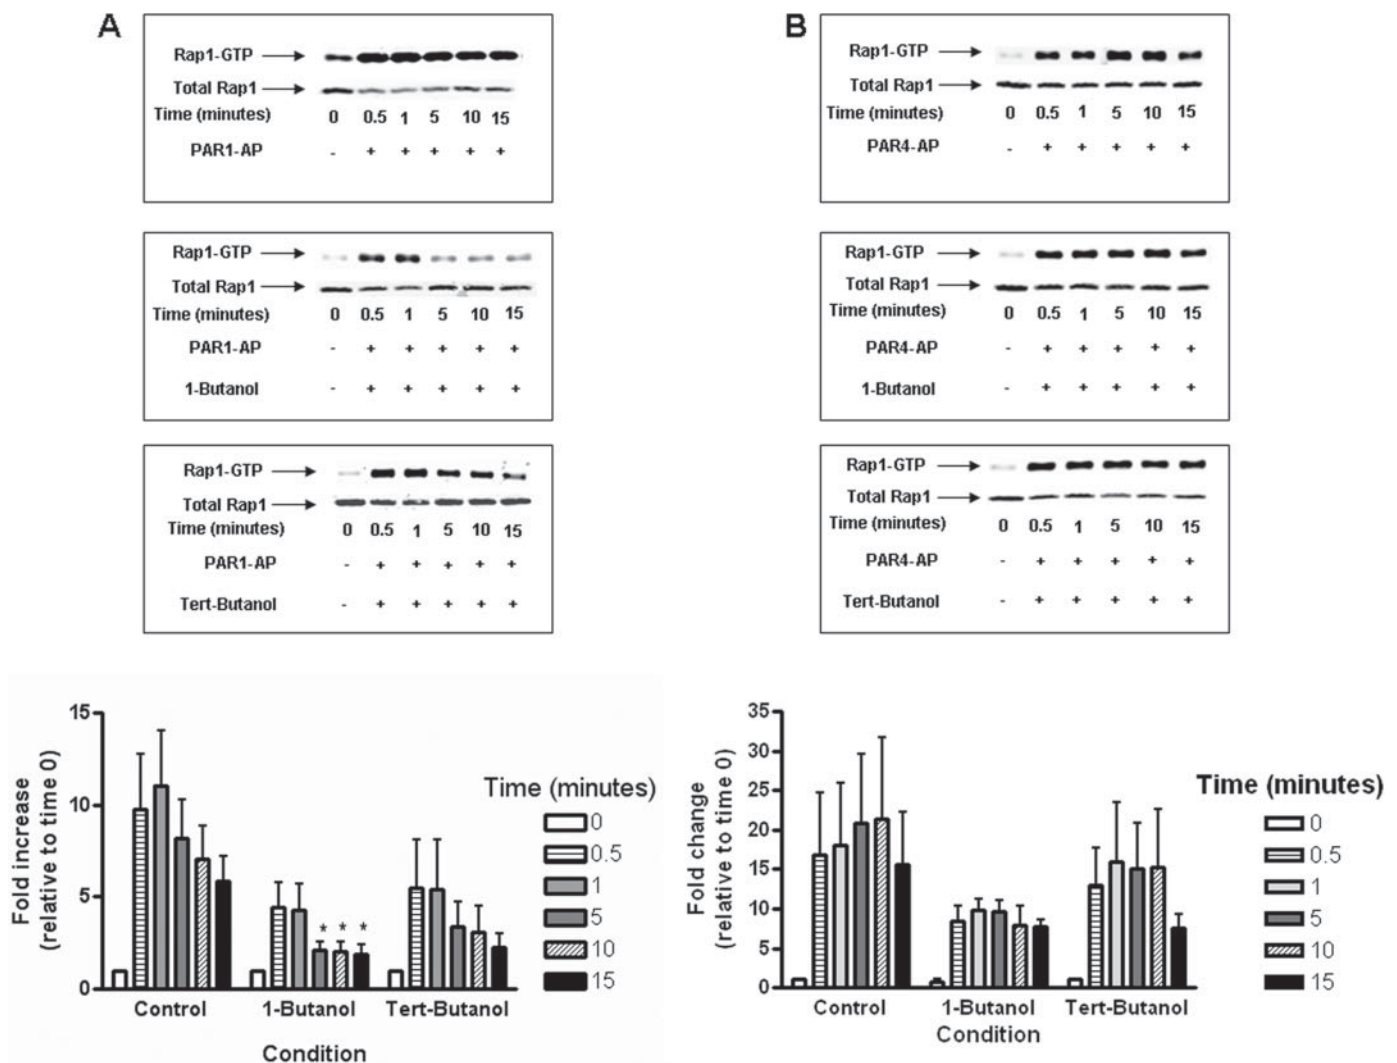 A
Rap1-GTP
Total Rap1
Time (minutes) 0 0.5 1 5 10 15
PAR1-AP - + + + + +
Rap1-GTP
Total Rap1
Time (minutes) 0 0.5 1 5 10 15
PAR1-AP - + + + + +
1-Butanol - + + + + +
Rap1-GTP
Total Rap1
Time (minutes) 0 0.5 1 5 10 15
PAR1-AP - + + + + +
Tert-Butanol - + + + + +
15
10
5
0
Fold increase
(relative to time 0)
* * *
Control 1-Butanol Tert-Butanol
Condition
Time (minutes)
0
0.5
1
5
10
15
B
Rap1-GTP
Total Rap1
Time (minutes) 0 0.5 1 5 10 15
PAR4-AP - + + + + +
Rap1-GTP
Total Rap1
Time (minutes) 0 0.5 1 5 10 15
PAR4-AP - + + + + +
1-Butanol - + + + + +
Rap1-GTP
Total Rap1
Time (minutes) 0 0.5 1 5 10 15
PAR4-AP - + + + + +
Tert-Butanol - + + + + +
35
30
25
20
15
10
5
0
Fold change
(relative to time 0)
Control 1-Butanol Tert-Butanol
Condition
Time (minutes)
0
0.5
1
5
10
15